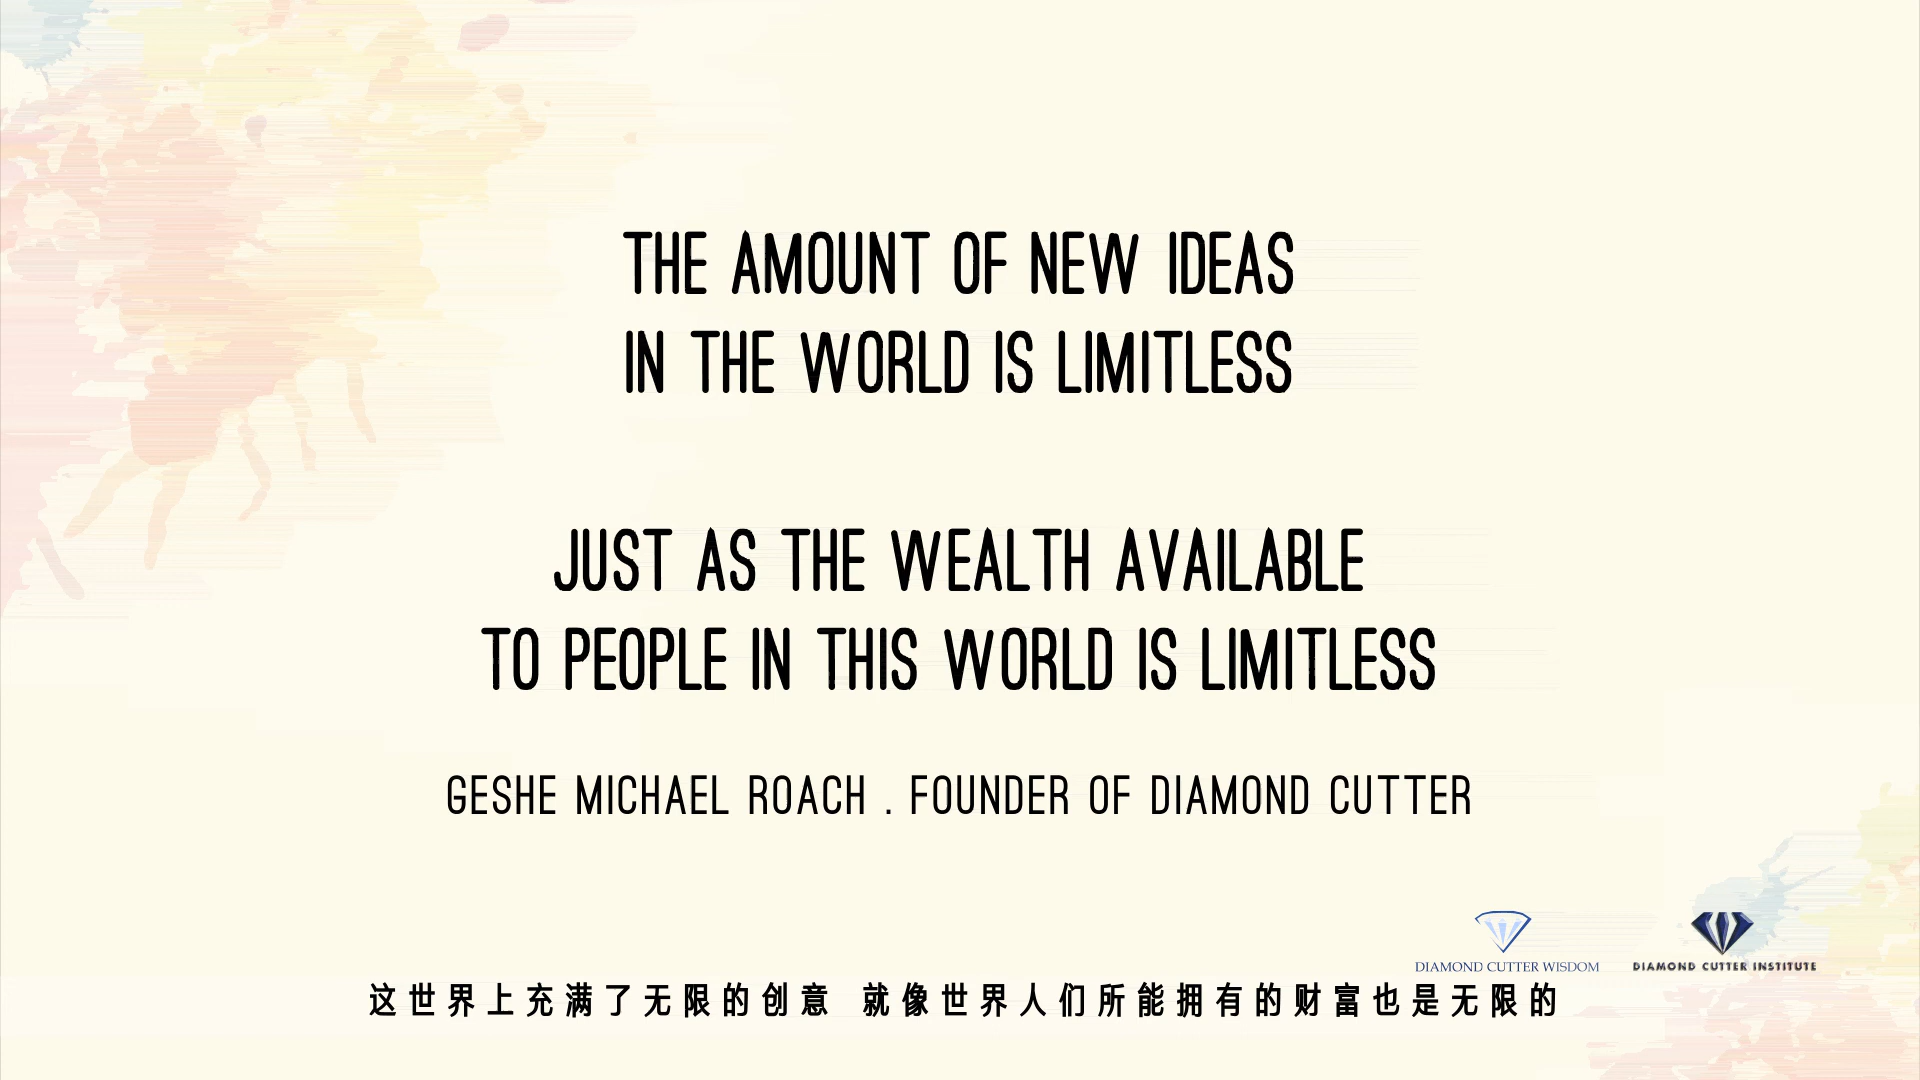 THE AMOUNT OF NEW IDEAS
IN THE WORLD IS LIMITLESS
JUST AS THE WEALTH AVAILABLE
TO PEOPLE IN THIS WORLD IS LIMITLESS
GESHE MICHAEL ROACH . FOUNDER OF DIAMOND CUTTER
DIAMOND CUTTER WISDOM
DIAMOND CUTTER INSTITUTE
这世界上充满了无限的创意 就像世界人们所能拥有的财富也是无限的